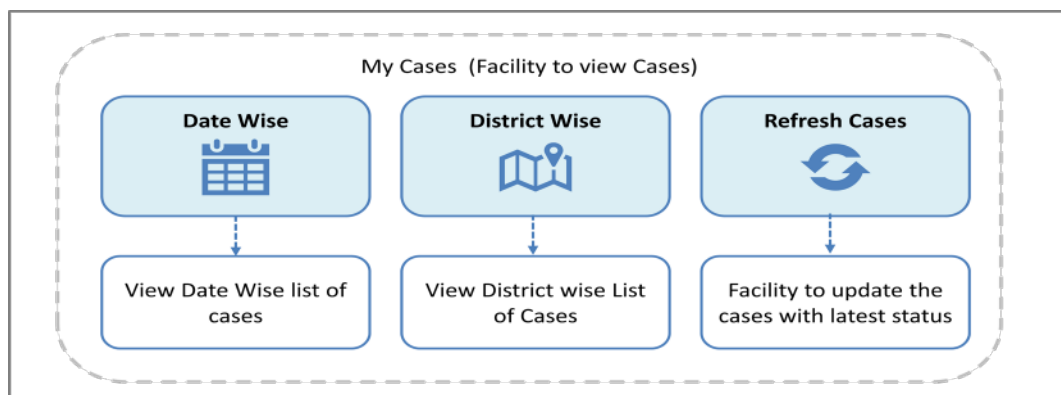 My Cases  (Facility to view Cases)
Date Wise
District Wise
Refresh Cases
View Date Wise list of
cases
View District wise List
of Cases
Facility to update the
cases with latest status